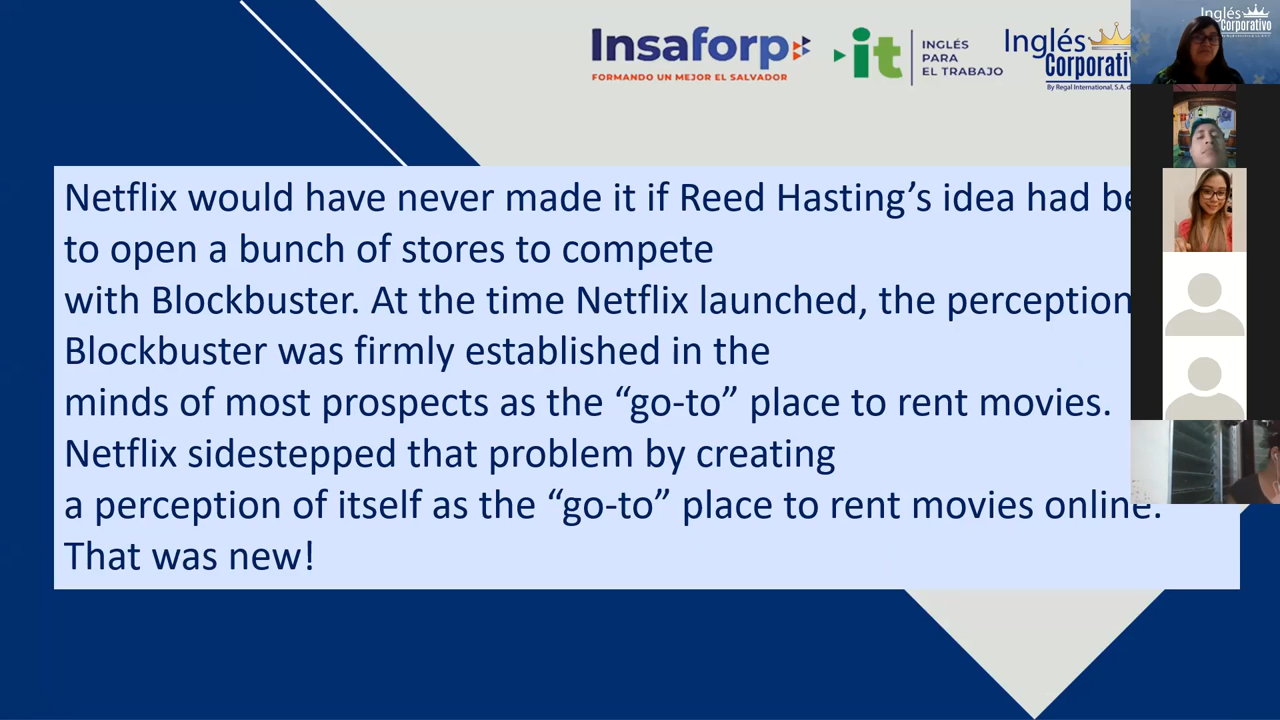 Insaforp
FORMANDO UN MEJOR EL SALVADOR
it
INGLÉS
PARA
EL TRABAJO
Inglés
Corporativ
By Regal International, S.A. d
Inglés
Corporativo
Netflix would have never made it if Reed Hasting’s idea had be
to open a bunch of stores to compete
with Blockbuster. At the time Netflix launched, the perception
Blockbuster was firmly established in the
minds of most prospects as the “go-to” place to rent movies.
Netflix sidestepped that problem by creating
a perception of itself as the “go-to” place to rent movies online.
That was new!